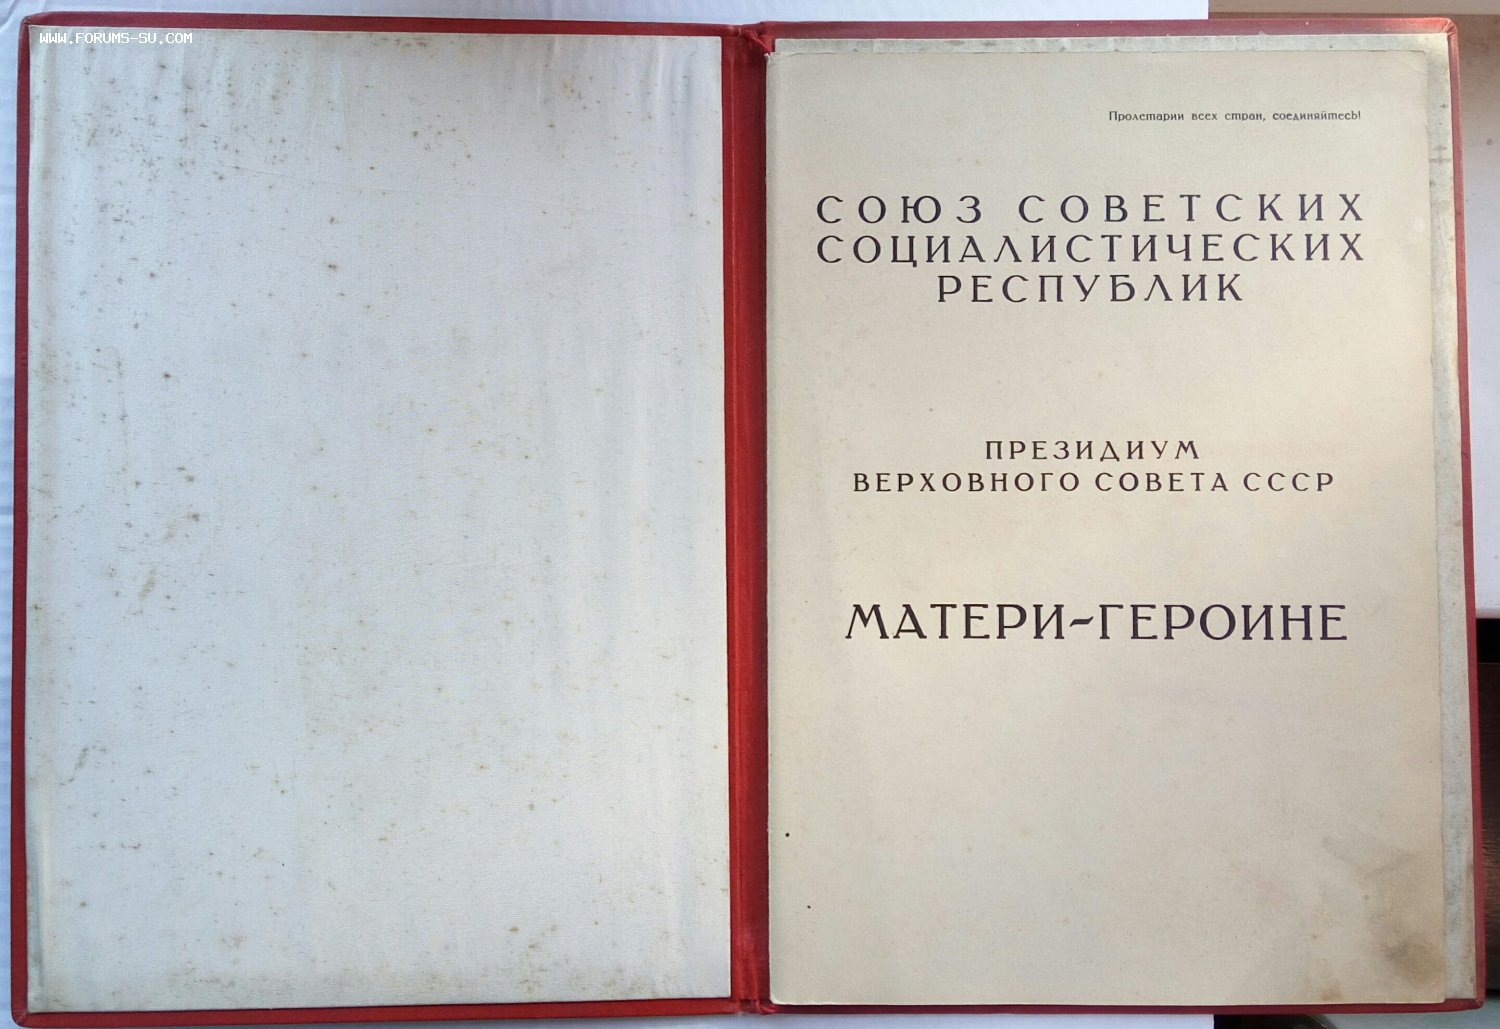 WWW.FORUMS-SU.COM
Пролетарии всех стран, соединяйтесь!
СОЮЗ СОВЕТСКИХ
СОЦИАЛИСТИЧЕСКИХ
РЕСПУБЛИК
ПРЕЗИДИУМ
ВЕРХОВНОГО СОВЕТА СССР
МАТЕРИ-ГЕРОИНЕ